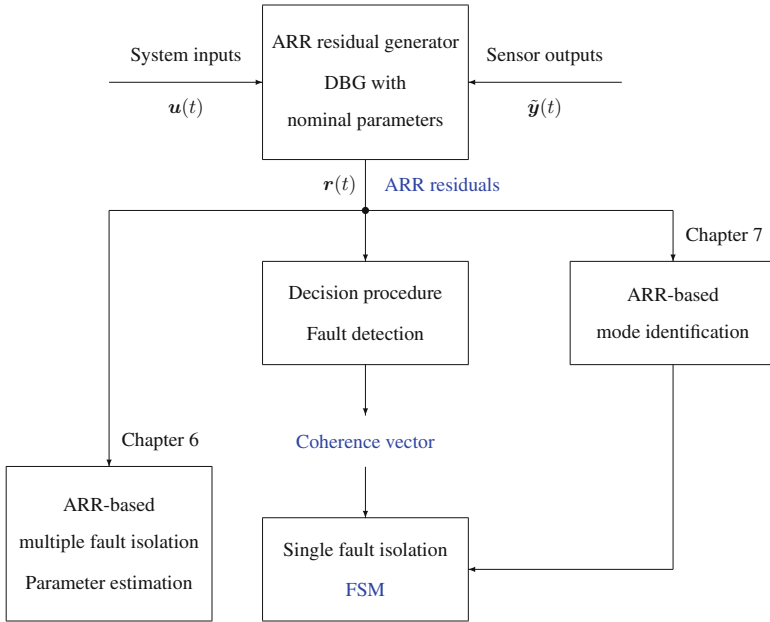 System inputs
u(t)
ARR residual generator
DBG with
nominal parameters
Sensor outputs
ỹ(t)
r(t) ARR residuals
Chapter 7
Decision procedure
Fault detection
ARR-based
mode identification
Coherence vector
Chapter 6
ARR-based
multiple fault isolation
Parameter estimation
Single fault isolation
FSM